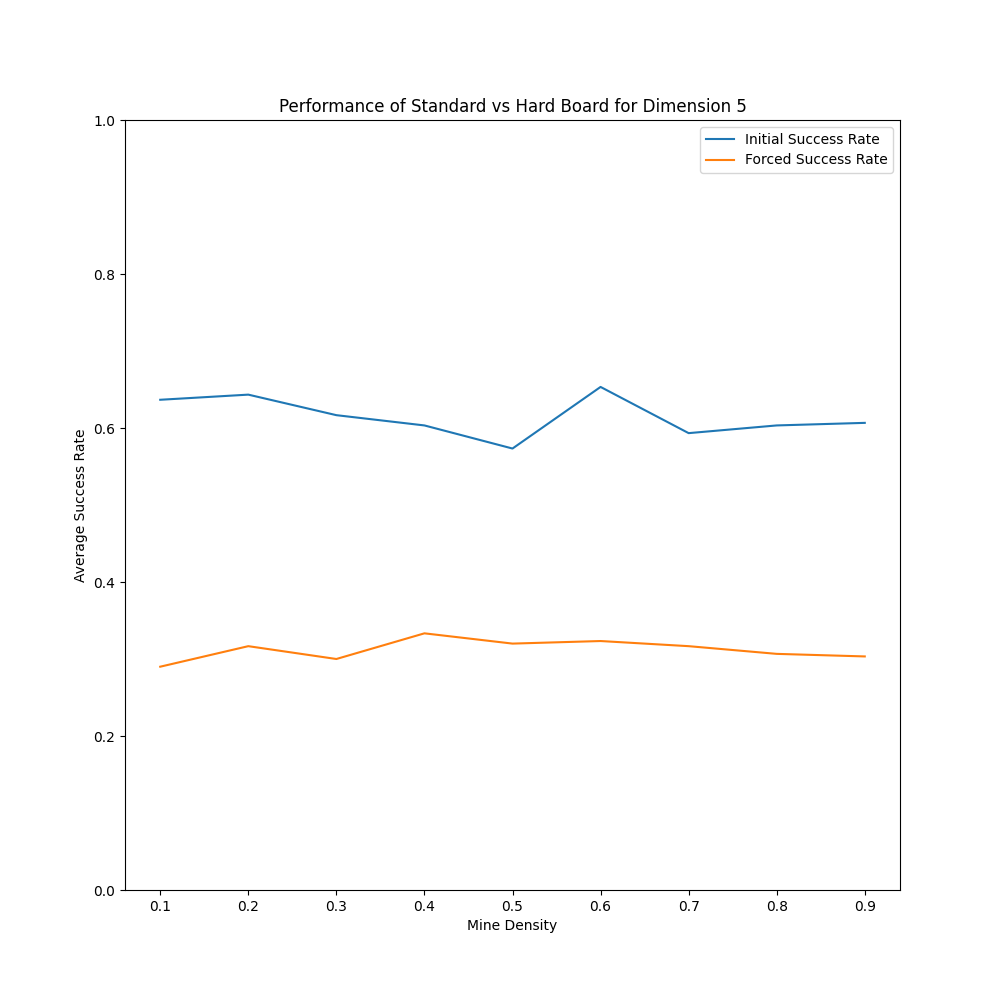 Performance of Standard vs Hard Board for Dimension 5
Initial Success Rate
Forced Success Rate
1.0
0.8
0.6
0.4
0.2
0.0
Average Success Rate
0.1 0.2 0.3 0.4 0.5 0.6 0.7 0.8 0.9
Mine Density